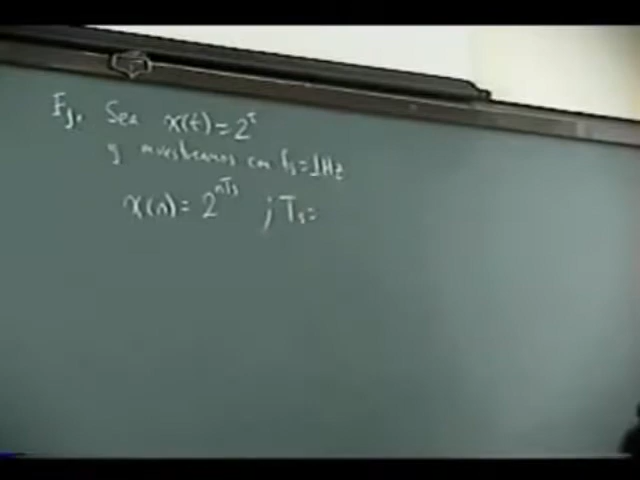 Ej. Sea x(t)=2^t
y muestreamos con fs=1Hz
x(n)=2^{nTs} ; Ts=